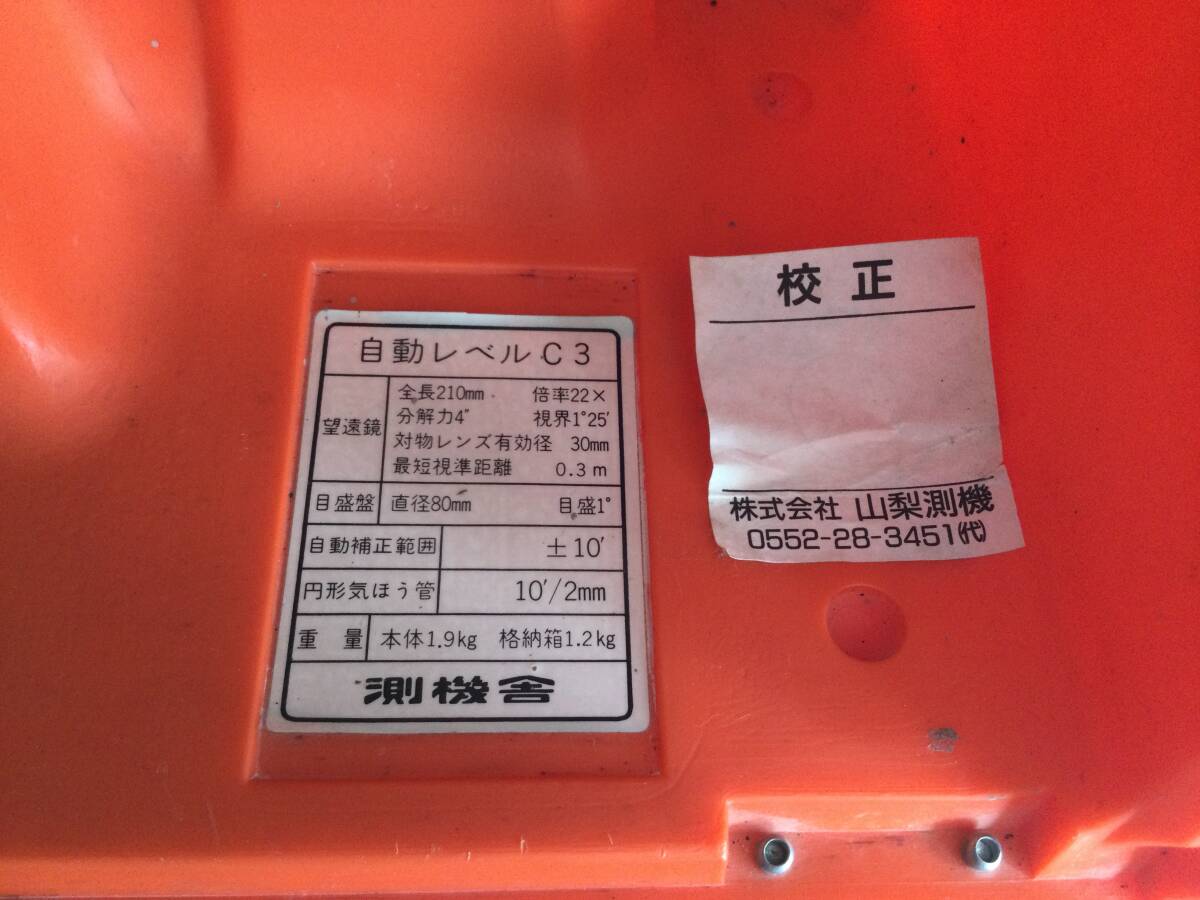 自動レベルC3
望遠鏡
全長210mm 倍率22×
分解力4″ 視界1°25′
対物レンズ有効径 30mm
最短視準距離 0.3m
目盛盤 直径80mm 目盛1°
自動補正範囲 ±10′
円形気ほう管 10′/2mm
重量 本体1.9kg 格納箱1.2kg
測機舎
校正
株式会社 山梨測機
0552-28-3451(代)